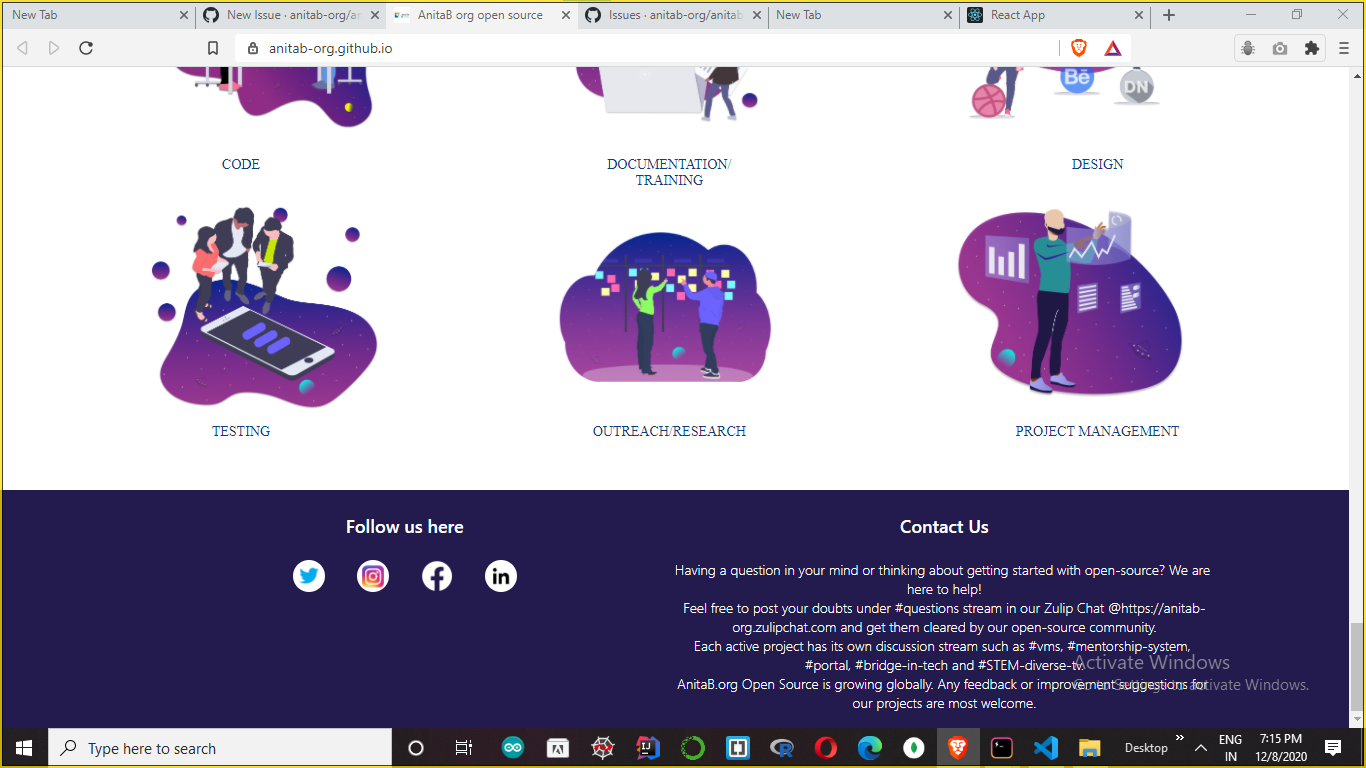 New Tab
New Issue · anitab-org/an
AnitaB org open source
Issues · anitab-org/anitab
New Tab
React App
anitab-org.github.io
Bē
DN
CODE
DOCUMENTATION/
TRAINING
DESIGN
TESTING
OUTREACH/RESEARCH
PROJECT MANAGEMENT
Follow us here
in
Contact Us
Having a question in your mind or thinking about getting started with open-source? We are
here to help!
Feel free to post your doubts under #questions stream in our Zulip Chat @https://anitab-
org.zulipchat.com and get them cleared by our open-source community.
Each active project has its own discussion stream such as #vms, #mentorship-system,
#portal, #bridge-in-tech and #STEM-diverse-tv.
AnitaB.org Open Source is growing globally. Any feedback or improvement suggestions for
our projects are most welcome.
Activate Windows
Go to Settings to activate Windows.
Type here to search
Desktop
ENG
IN
7:15 PM
12/8/2020